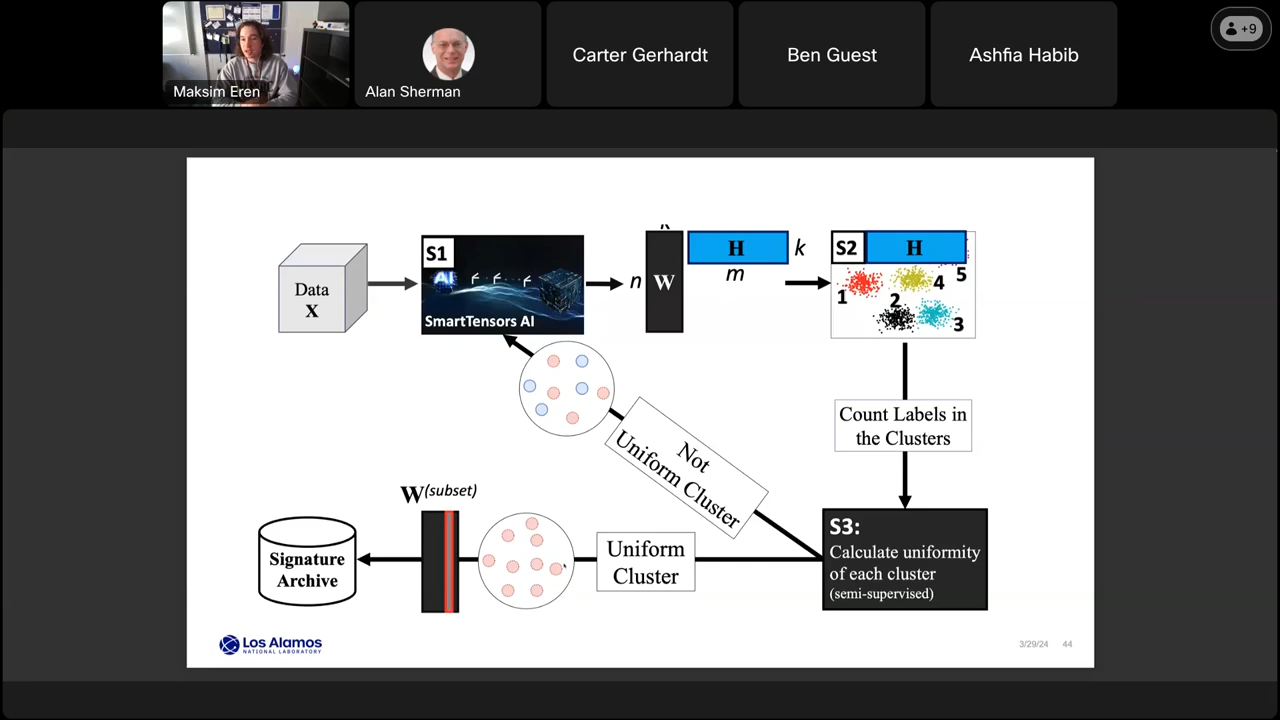 Maksim Eren
Alan Sherman
Carter Gerhardt
Ben Guest
Ashfia Habib
+9
Data
X
S1
AI
SmartTensors AI
n
W
H
k
m
S2
H
1
2
3
4
5
Count Labels in
the Clusters
Not
Uniform Cluster
S3:
Calculate uniformity
of each cluster
(semi-supervised)
Uniform
Cluster
W(subset)
Signature
Archive
Los Alamos
NATIONAL LABORATORY
3/29/24
44